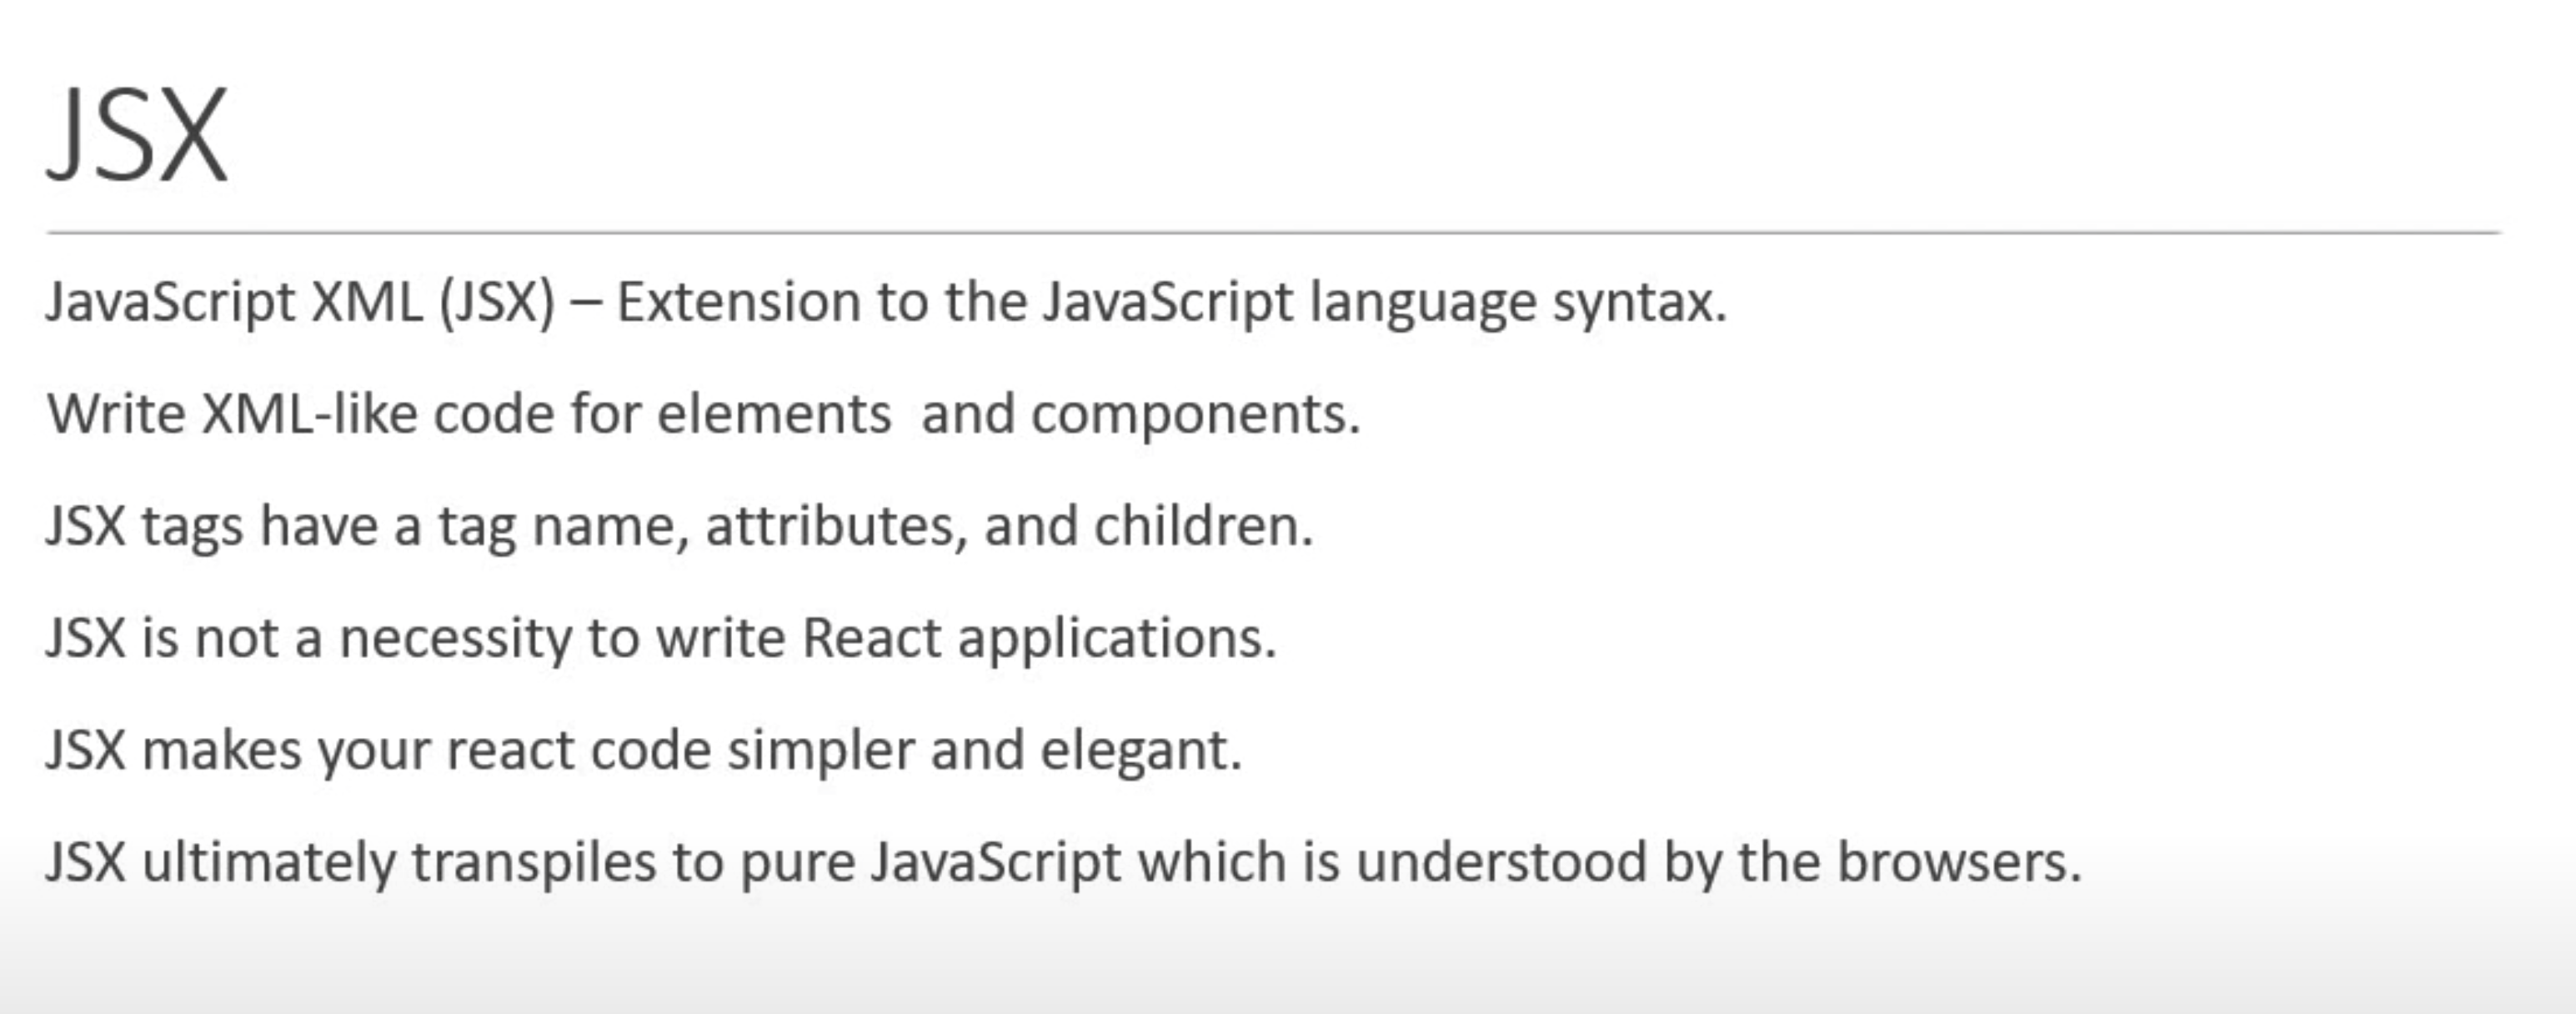 JSX
JavaScript XML (JSX) – Extension to the JavaScript language syntax.
Write XML-like code for elements  and components.
JSX tags have a tag name, attributes, and children.
JSX is not a necessity to write React applications.
JSX makes your react code simpler and elegant.
JSX ultimately transpiles to pure JavaScript which is understood by the browsers.